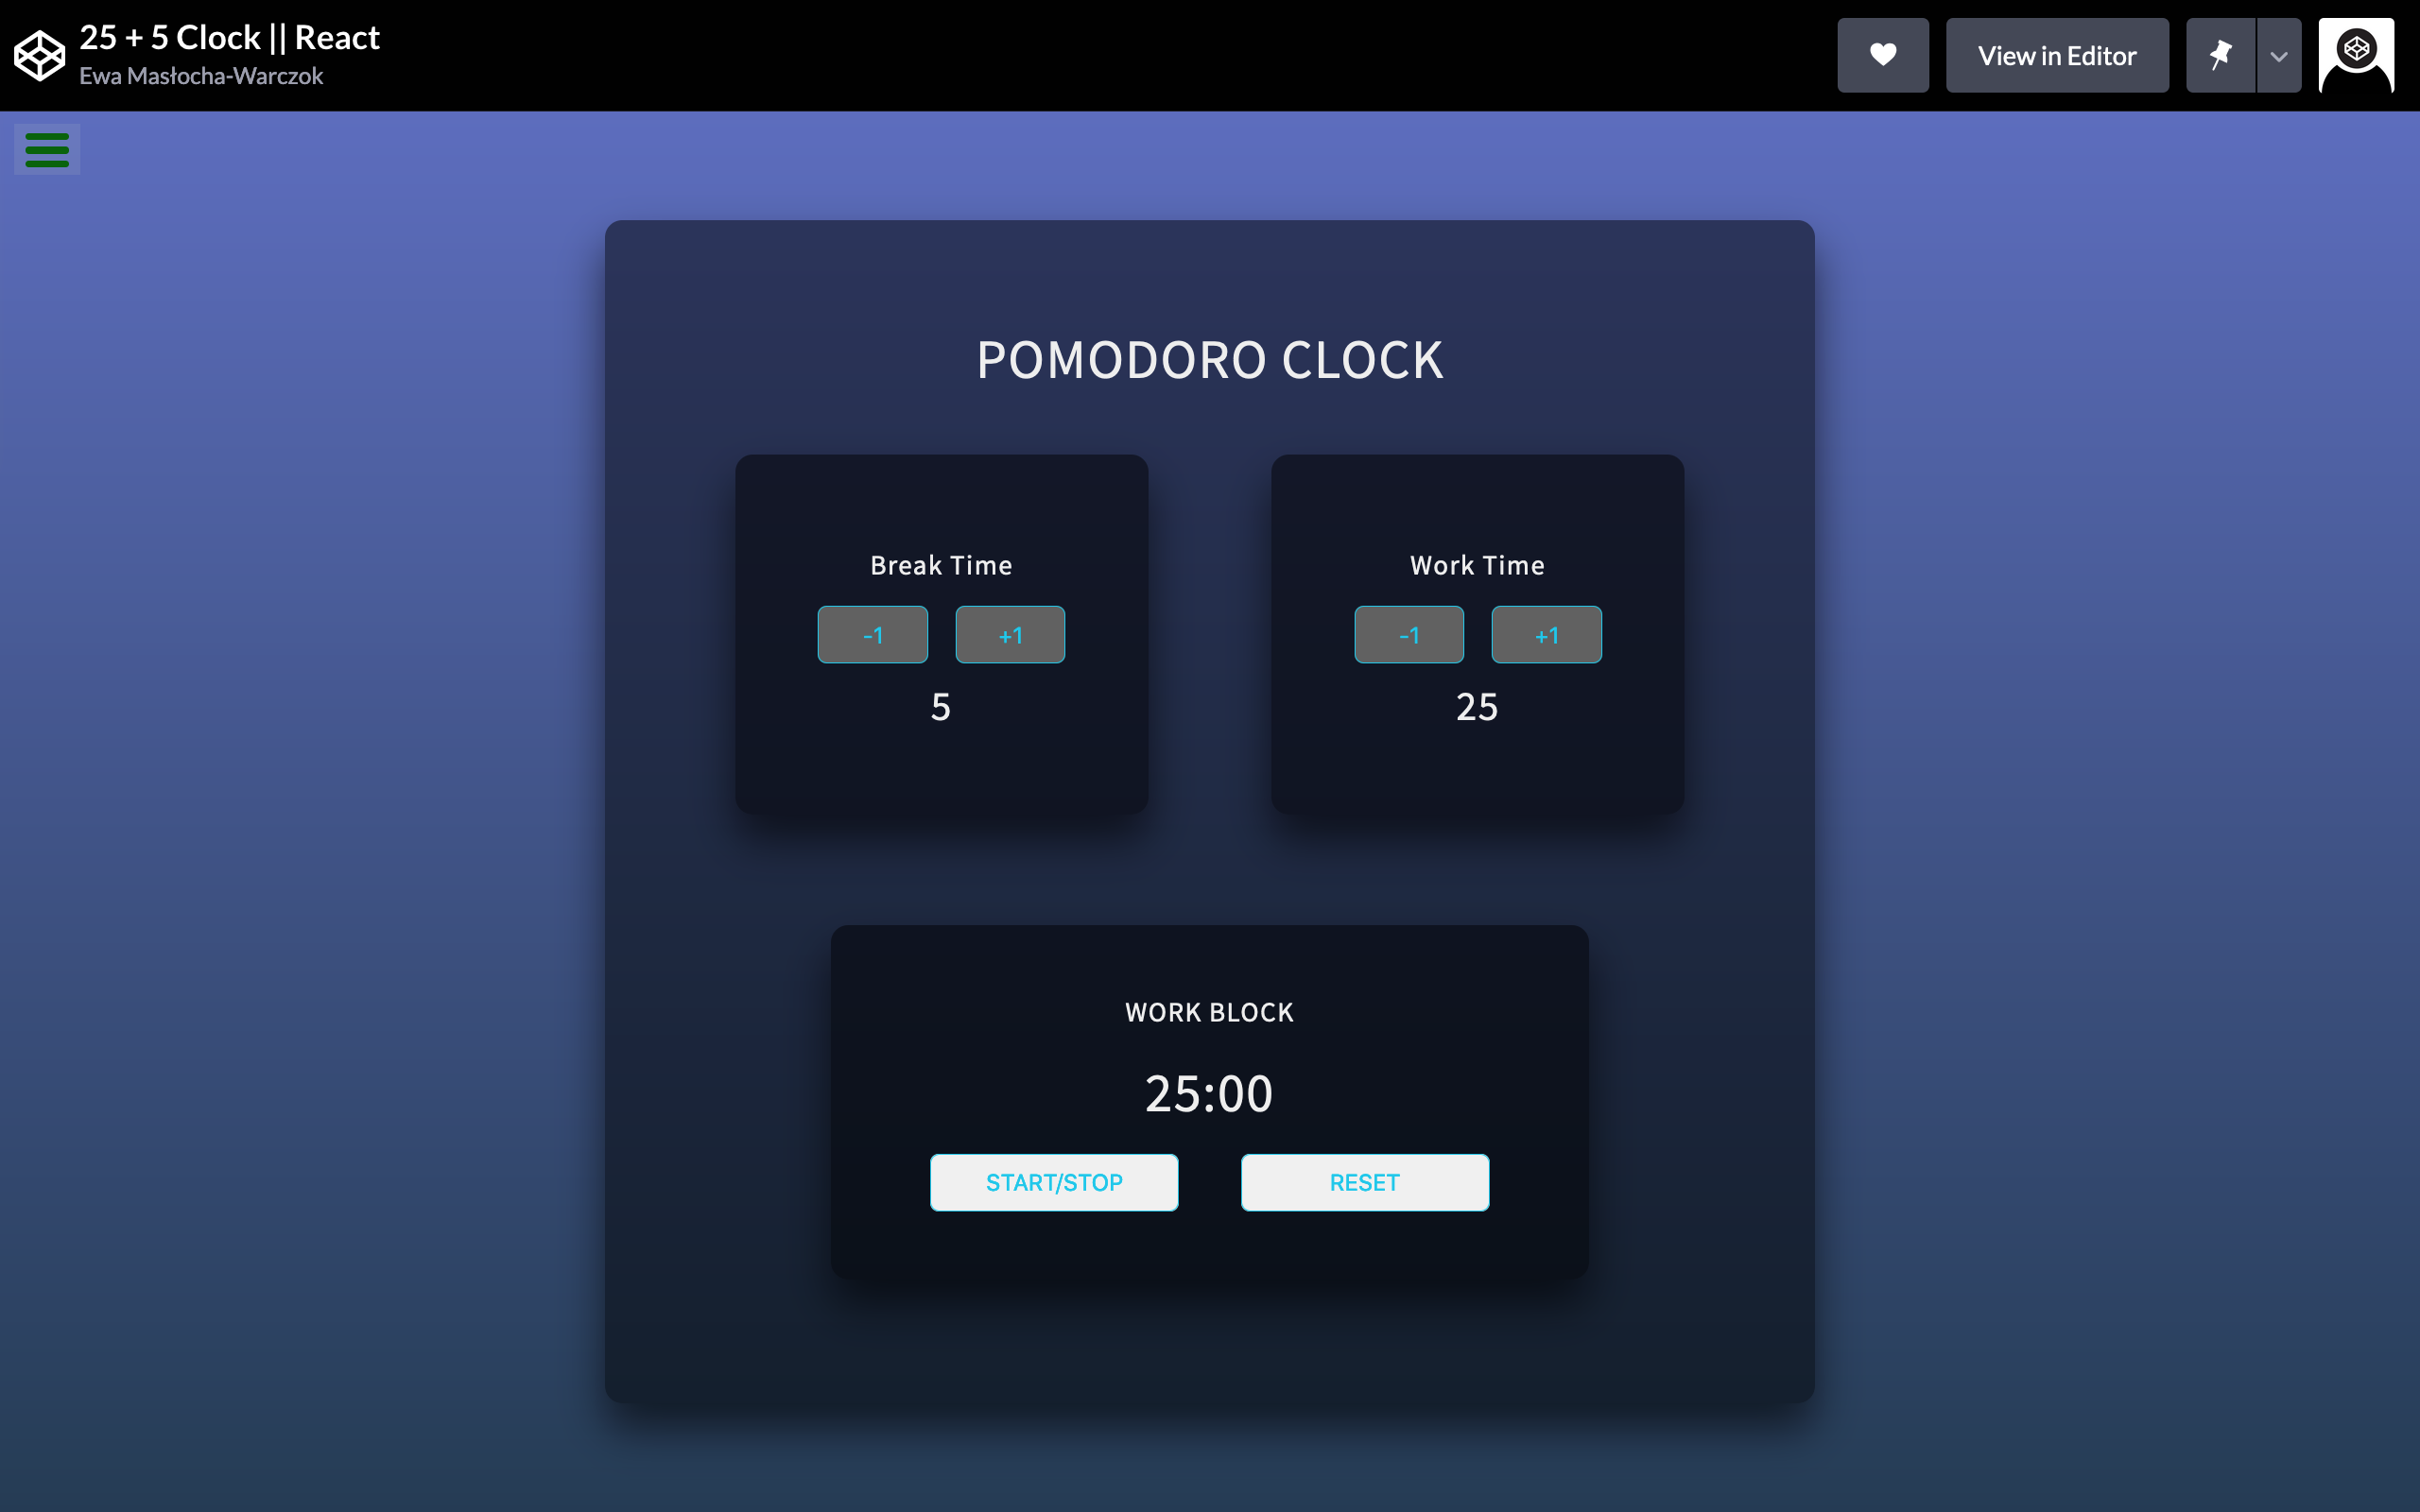 25 + 5 Clock || React
Ewa Masłocha-Warczok
View in Editor
POMODORO CLOCK
Break Time
-1 +1
5
Work Time
-1 +1
25
WORK BLOCK
25:00
START/STOP RESET